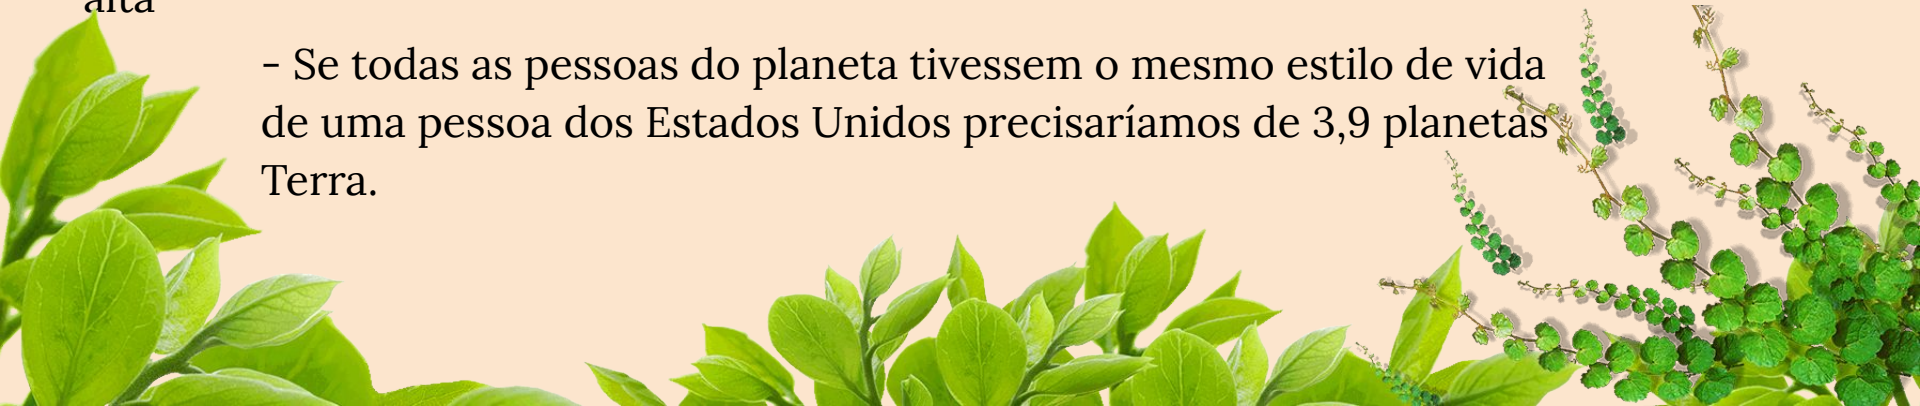 alta
- Se todas as pessoas do planeta tivessem o mesmo estilo de vida
de uma pessoa dos Estados Unidos precisaríamos de 3,9 planetas
Terra.